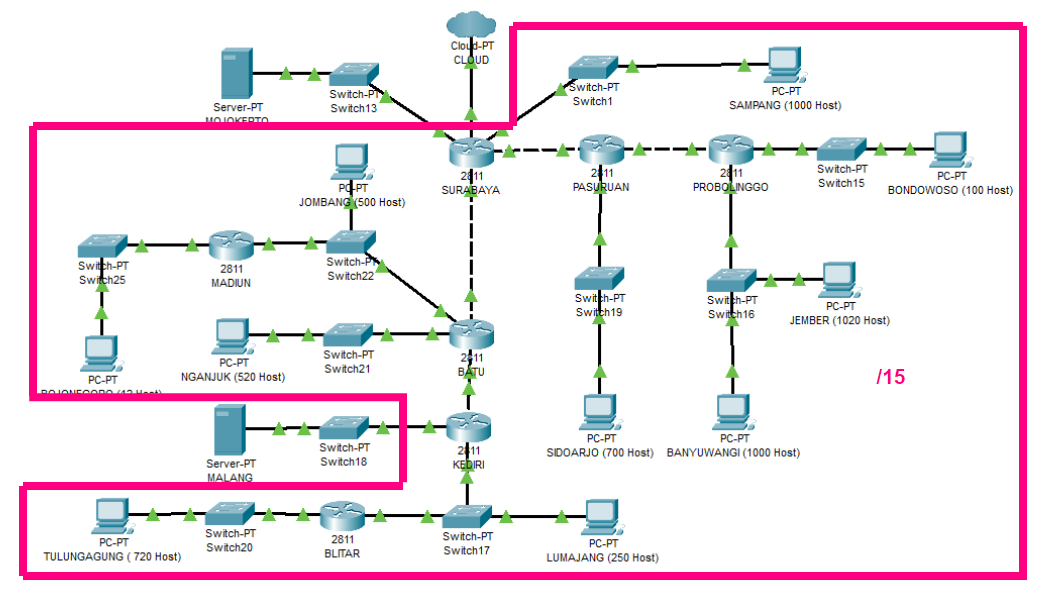 Cloud-PT
CLOUD
Server-PT
MOJOKERTO
Switch-PT
Switch13
Switch-PT
Switch1
PC-PT
SAMPANG (1000 Host)
2811
SURABAYA
2811
PASURUAN
2811
PROBOLINGGO
Switch-PT
Switch15
PC-PT
BONDOWOSO (100 Host)
PC-PT
JOMBANG (500 Host)
Switch-PT
Switch25
2811
MADIUN
Switch-PT
Switch22
Switch-PT
Switch19
Switch-PT
Switch16
PC-PT
JEMBER (1020 Host)
PC-PT
PC-PT
NGANJUK (520 Host)
Switch-PT
Switch21
2811
BATU
/15
Server-PT
MALANG
Switch-PT
Switch18
2811
KEDIRI
PC-PT
SIDOARJO (700 Host)
PC-PT
BANYUWANGI (1000 Host)
PC-PT
TULUNGAGUNG ( 720 Host)
Switch-PT
Switch20
2811
BLITAR
Switch-PT
Switch17
PC-PT
LUMAJANG (250 Host)